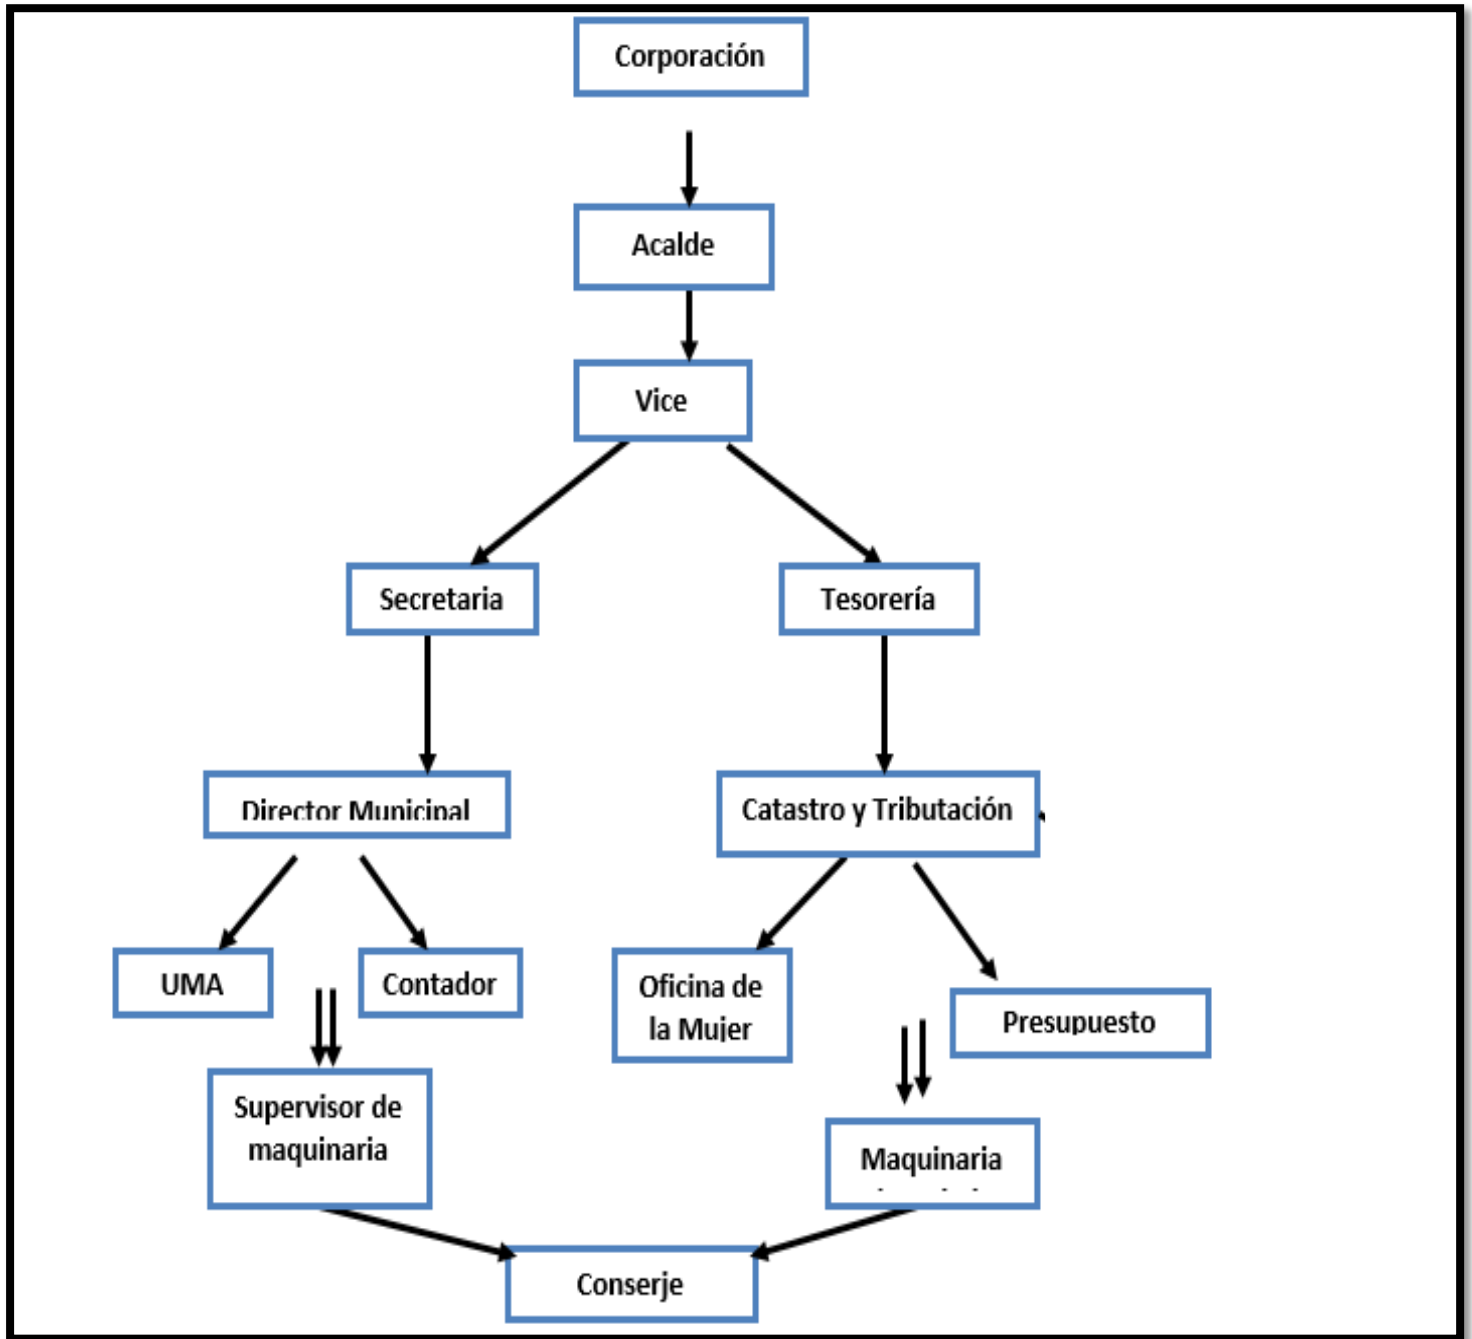 Corporación
Acalde
Vice
Secretaria
Tesorería
Director Municipal
Catastro y Tributación
UMA
Contador
Oficina de
la Mujer
Presupuesto
Supervisor de
maquinaria
Maquinaria
Conserje